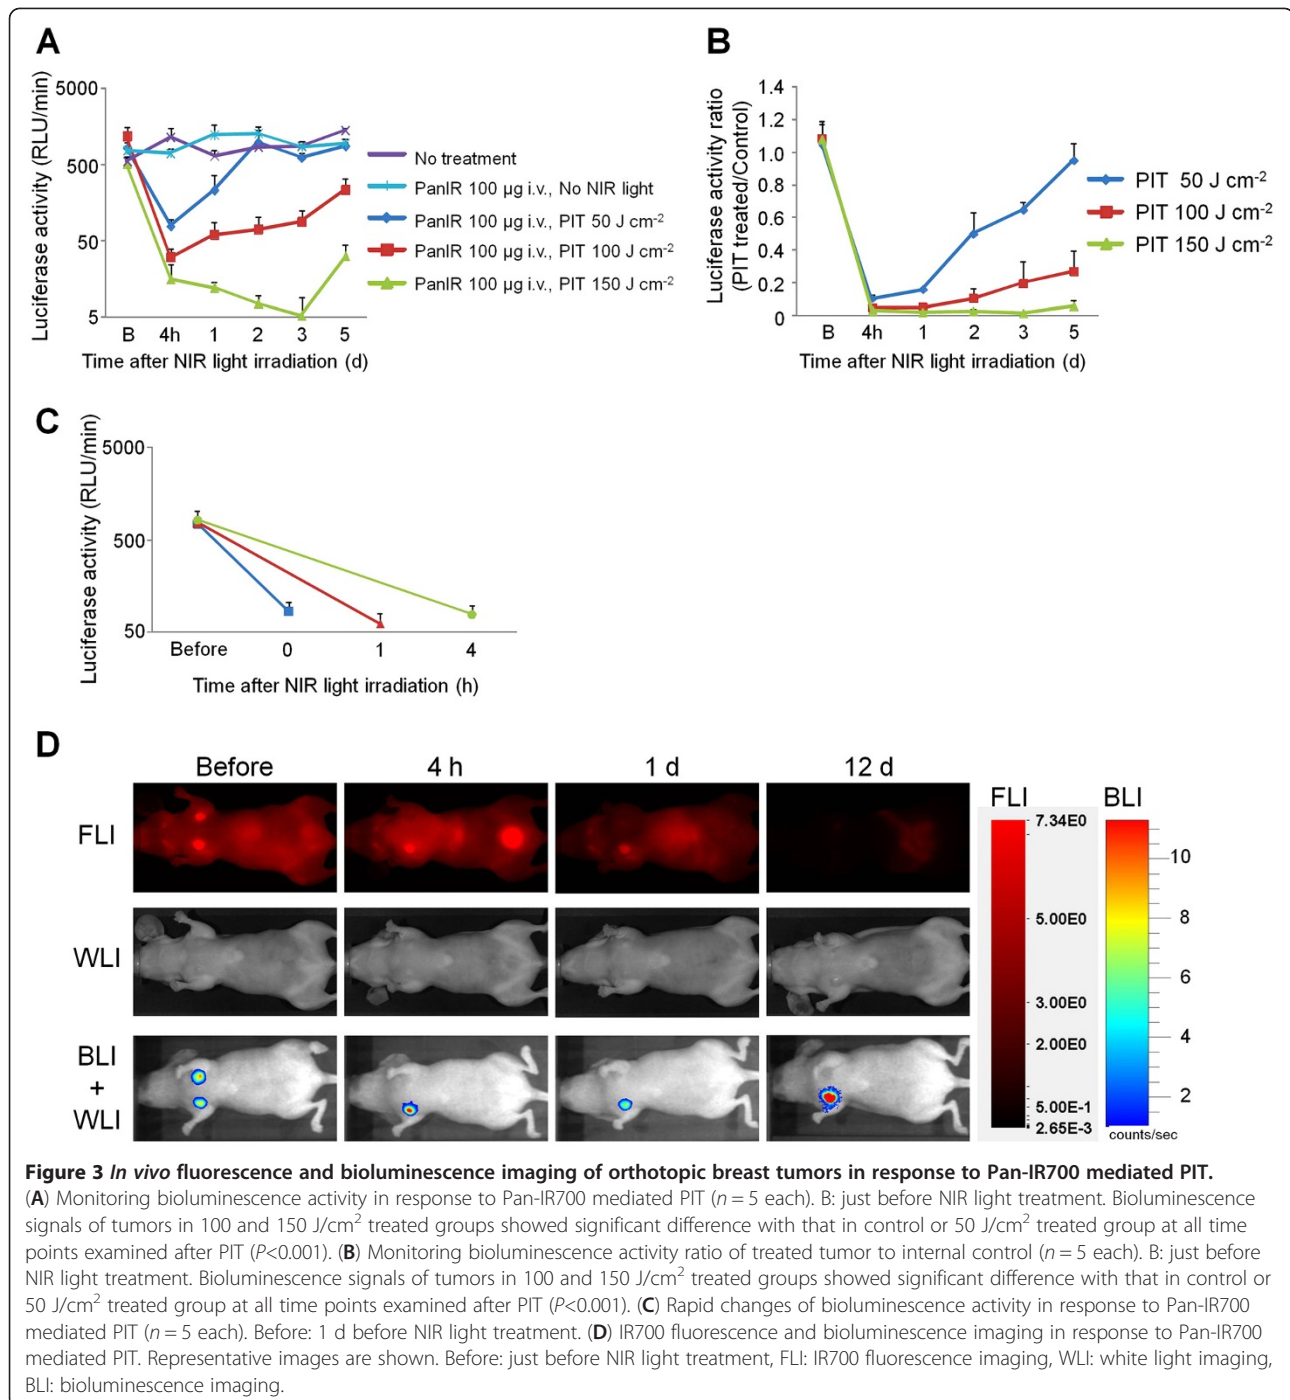 A
Luciferase activity (RLU/min)
5000
500
50
5
B 4h 1 2 3 5
Time after NIR light irradiation (d)
No treatment
PanIR 100 µg i.v., No NIR light
PanIR 100 µg i.v., PIT 50 J cm-2
PanIR 100 µg i.v., PIT 100 J cm-2
PanIR 100 µg i.v., PIT 150 J cm-2
B
Luciferase activity ratio
(PIT treated/Control)
1.4
1.2
1.0
0.8
0.6
0.4
0.2
0
B 4h 1 2 3 5
Time after NIR light irradiation (d)
PIT 50 J cm-2
PIT 100 J cm-2
PIT 150 J cm-2
C
Luciferase activity (RLU/min)
5000
500
50
Before 0 1 4
Time after NIR light irradiation (h)
D
Before 4 h 1 d 12 d
FLI
WLI
BLI
+
WLI
FLI
7.34E0
5.00E0
3.00E0
2.00E0
5.00E-1
2.65E-3
BLI
10
8
6
4
2
counts/sec
Figure 3 In vivo fluorescence and bioluminescence imaging of orthotopic breast tumors in response to Pan-IR700 mediated PIT.
(A) Monitoring bioluminescence activity in response to Pan-IR700 mediated PIT (n = 5 each). B: just before NIR light treatment. Bioluminescence
signals of tumors in 100 and 150 J/cm2 treated groups showed significant difference with that in control or 50 J/cm2 treated group at all time
points examined after PIT (P<0.001). (B) Monitoring bioluminescence activity ratio of treated tumor to internal control (n = 5 each). B: just before
NIR light treatment. Bioluminescence signals of tumors in 100 and 150 J/cm2 treated groups showed significant difference with that in control or
50 J/cm2 treated group at all time points examined after PIT (P<0.001). (C) Rapid changes of bioluminescence activity in response to Pan-IR700
mediated PIT (n = 5 each). Before: 1 d before NIR light treatment. (D) IR700 fluorescence and bioluminescence imaging in response to Pan-IR700
mediated PIT. Representative images are shown. Before: just before NIR light treatment, FLI: IR700 fluorescence imaging, WLI: white light imaging,
BLI: bioluminescence imaging.